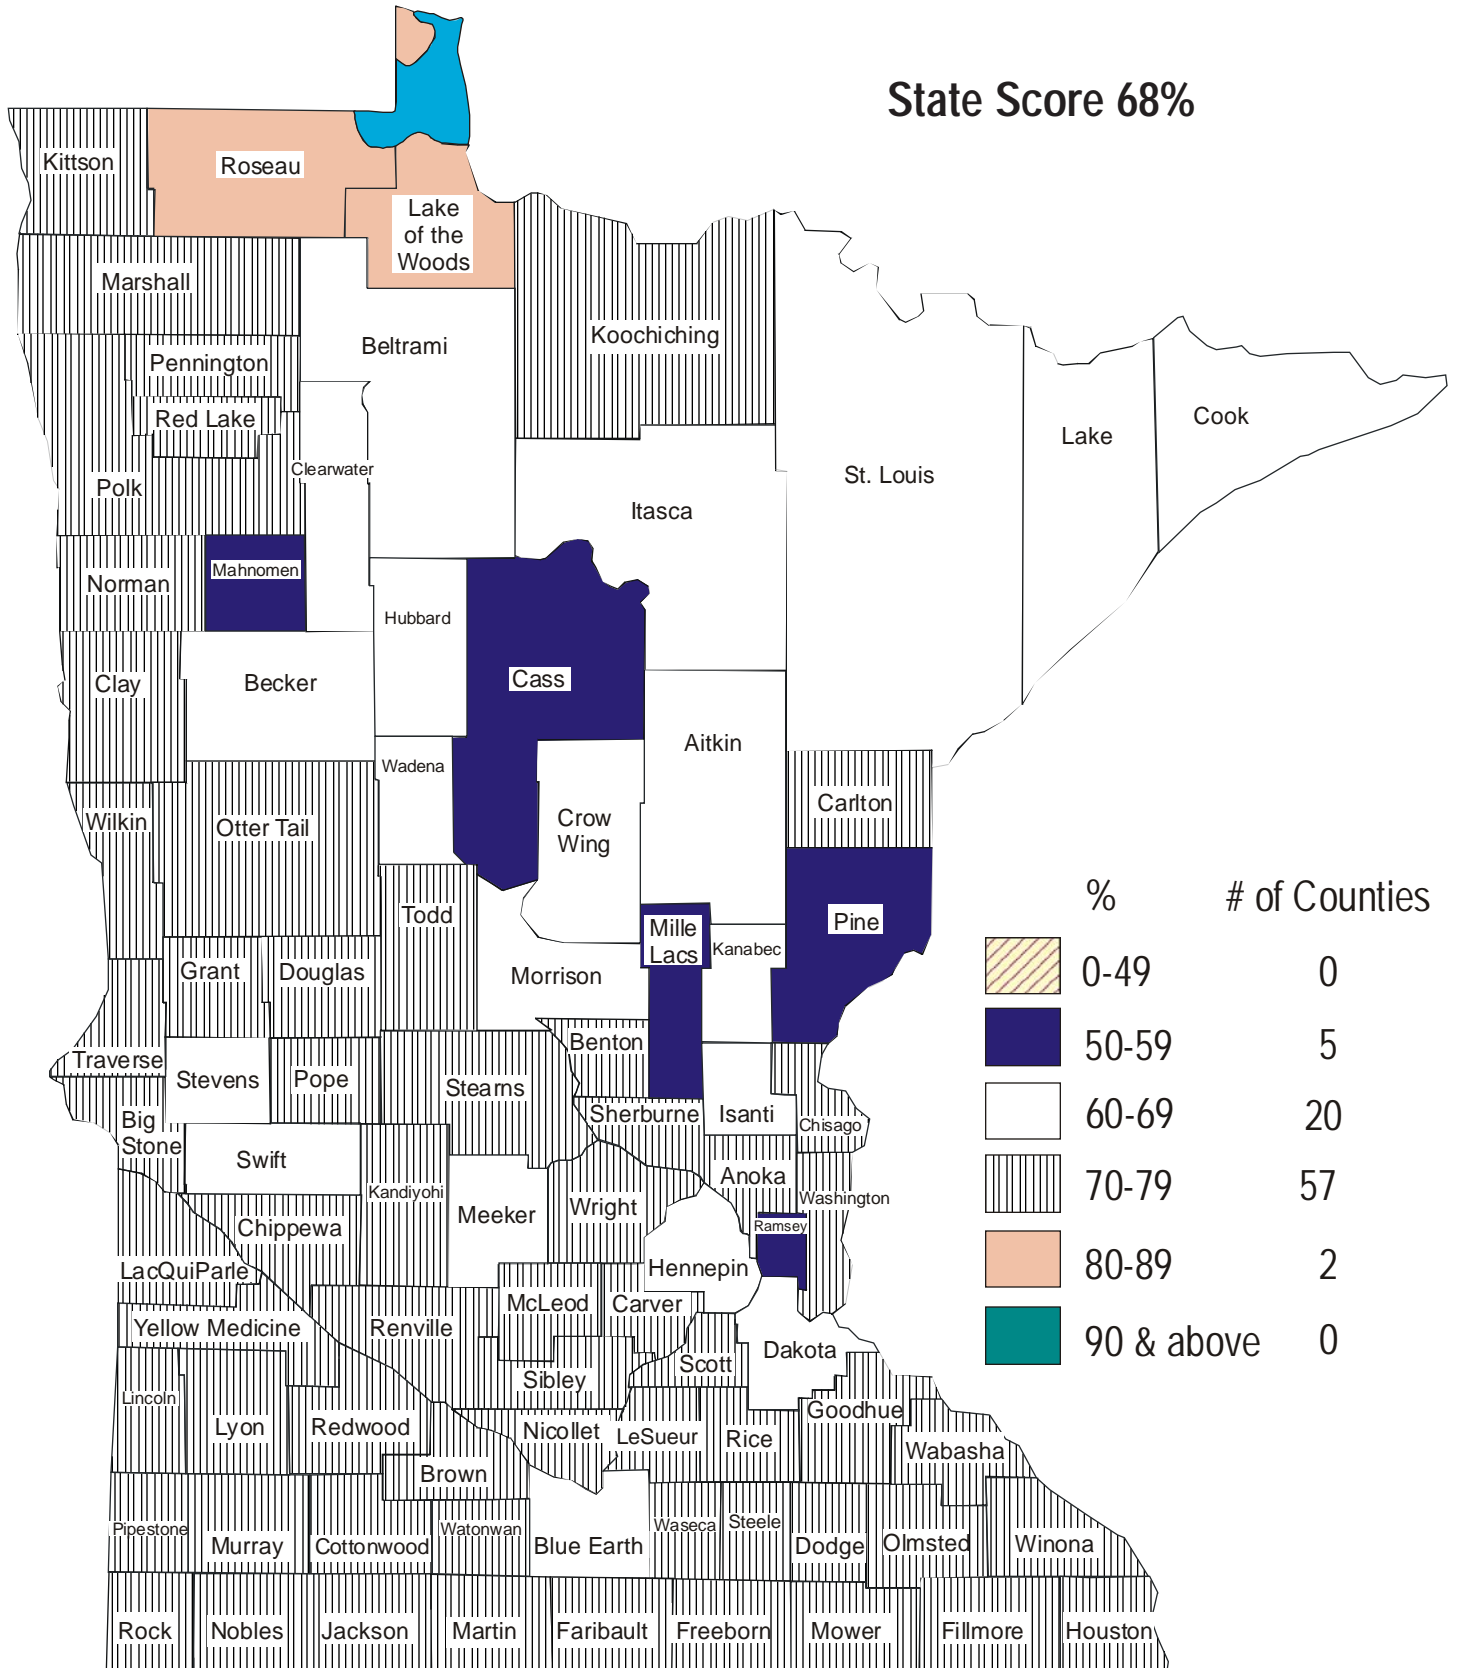 State Score 68%
Kittson
Roseau
Lake
of the
Woods
Marshall
Koochiching
Beltrami
Pennington
Red Lake
Clearwater
Polk
Cook
Lake
St. Louis
Itasca
Mahnomen
Norman
Hubbard
Cass
Clay
Becker
Aitkin
Wadena
Carlton
Crow
Wing
Wilkin
Otter Tail
Todd
Mille
Lacs
Pine
Kanabec
Grant
Douglas
Morrison
Benton
Traverse
Stevens
Pope
Stearns
Big
Stone
Sherburne
Isanti
Chisago
Swift
Kandiyohi
Anoka
Washington
Meeker
Wright
Ramsey
Chippewa
LacQuiParle
Hennepin
McLeod
Carver
Yellow Medicine
Renville
Dakota
Scott
Sibley
Lincoln
Lyon
Redwood
Nicollet
LeSueur
Rice
Goodhue
Wabasha
Brown
Pipestone
Murray
Cottonwood
Watonwan
Blue Earth
Waseca
Steele
Dodge
Olmsted
Winona
Rock
Nobles
Jackson
Martin
Faribault
Freeborn
Mower
Fillmore
Houston
% # of Counties
0-49 0
50-59 5
60-69 20
70-79 57
80-89 2
90 & above 0